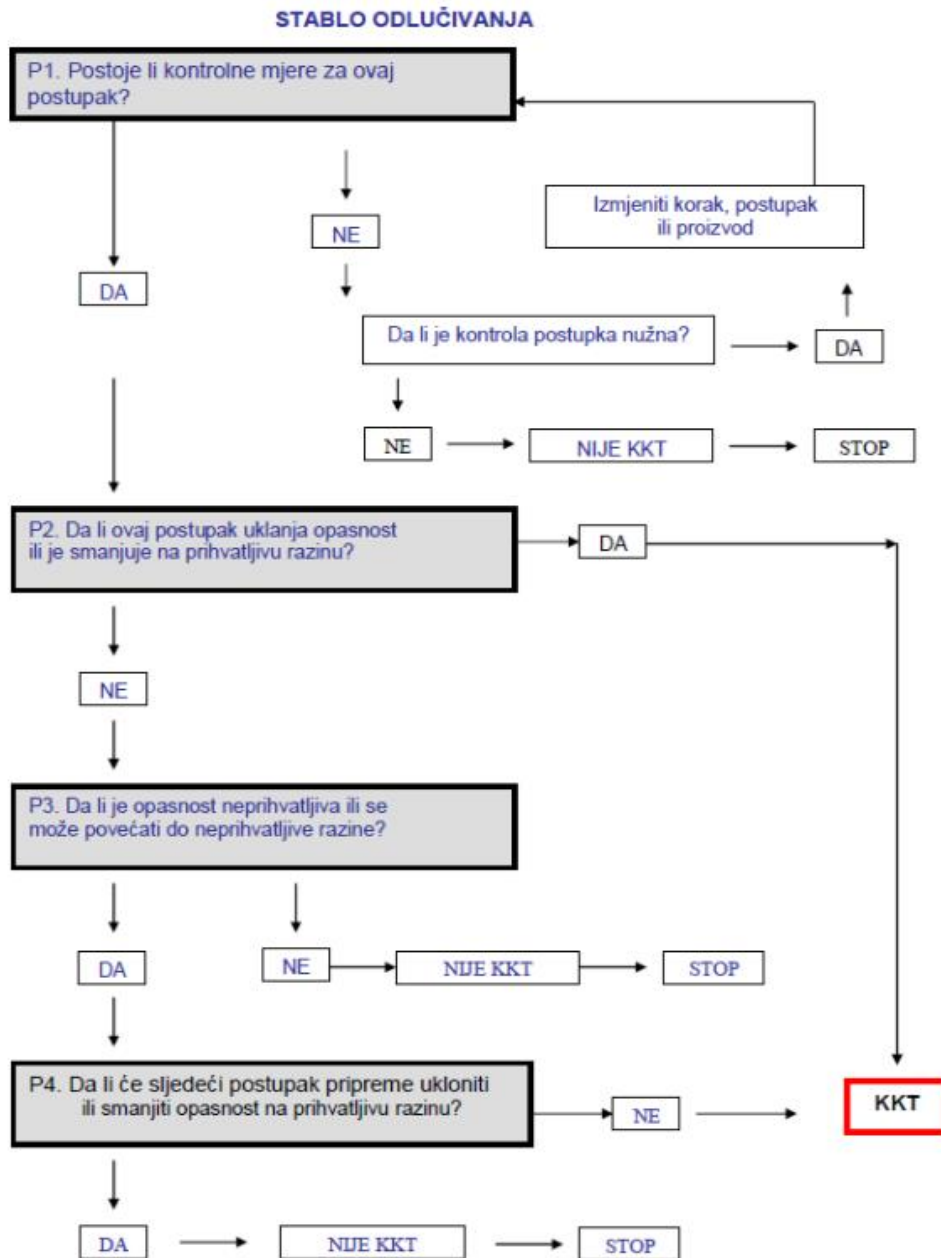 STABLO ODLUČIVANJA
P1. Postoje li kontrolne mjere za ovaj
postupak?
Izmjeniti korak, postupak
ili proizvod
NE
DA
Da li je kontrola postupka nužna?
DA
NE
NIJE KKT
STOP
P2. Da li ovaj postupak uklanja opasnost
ili je smanjuje na prihvatljivu razinu?
DA
NE
P3. Da li je opasnost neprihvatljiva ili se
može povećati do neprihvatljive razine?
DA
NE
NIJE KKT
STOP
P4. Da li će sljedeći postupak pripreme ukloniti
ili smanjiti opasnost na prihvatljivu razinu?
NE
KKT
DA
NIJE KKT
STOP